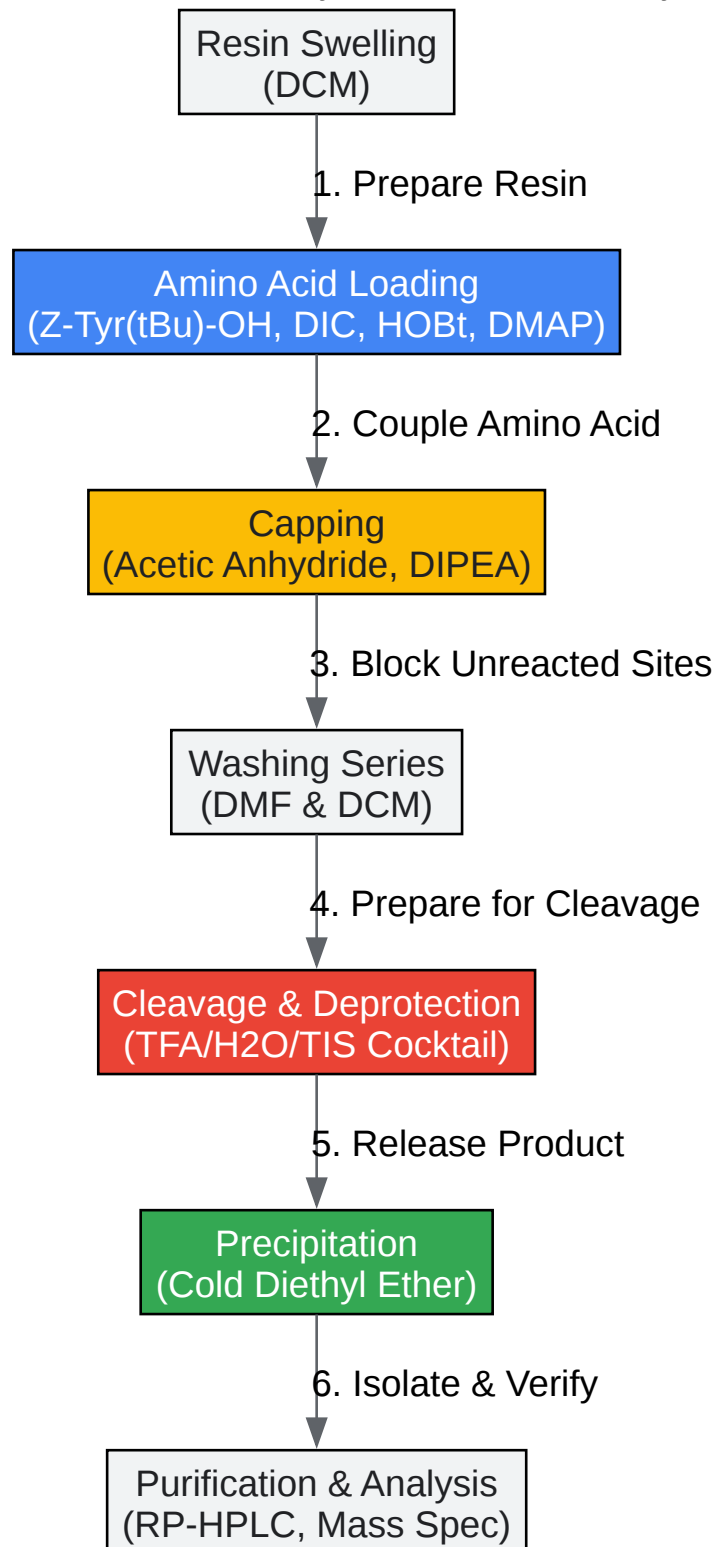 Resin Swelling
(DCM)
1. Prepare Resin
Amino Acid Loading
(Z-Tyr(tBu)-OH, DIC, HOBt, DMAP)
2. Couple Amino Acid
Capping
(Acetic Anhydride, DIPEA)
3. Block Unreacted Sites
Washing Series
(DMF & DCM)
4. Prepare for Cleavage
Cleavage & Deprotection
(TFA/H2O/TIS Cocktail)
5. Release Product
Precipitation
(Cold Diethyl Ether)
6. Isolate & Verify
Purification & Analysis
(RP-HPLC, Mass Spec)